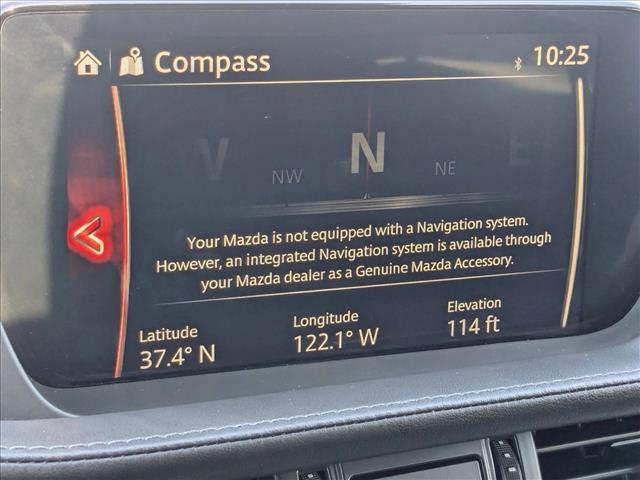 Compass
10:25
W NW N NE E
Your Mazda is not equipped with a Navigation system.
However, an integrated Navigation system is available through
your Mazda dealer as a Genuine Mazda Accessory.
Latitude Longitude Elevation
37.4° N 122.1° W 114 ft